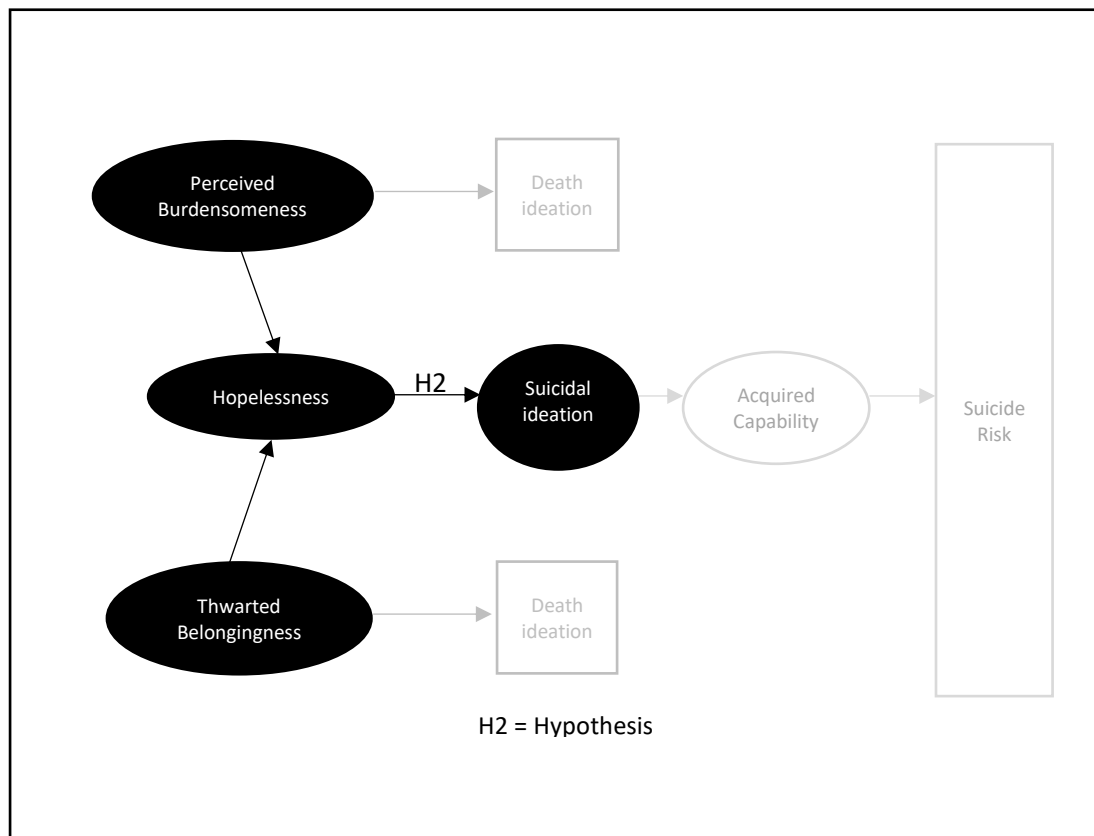 Perceived
Burdensomeness
Death
ideation
Hopelessness
H2
Suicidal
ideation
Acquired
Capability
Suicide
Risk
Thwarted
Belongingness
Death
ideation
H2 = Hypothesis